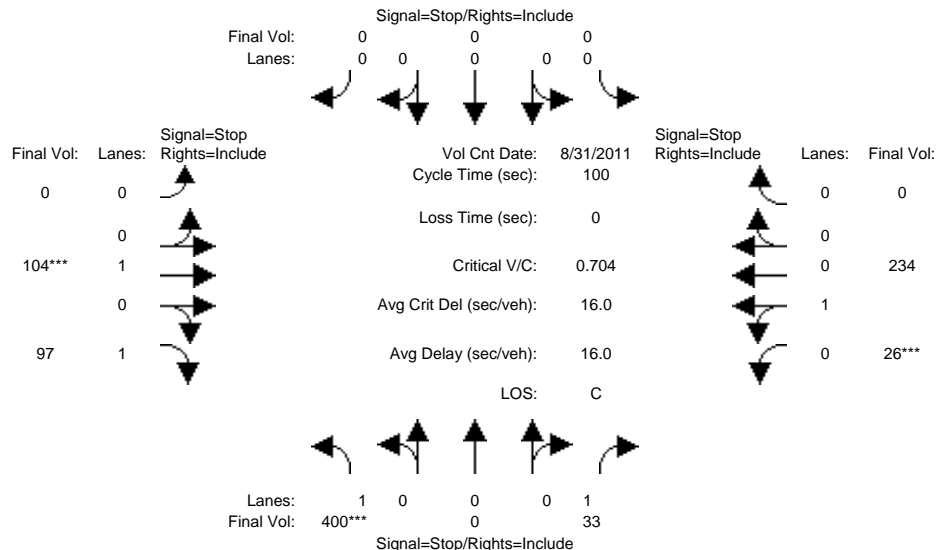 Signal=Stop/Rights=Include
Final Vol: 0 0 0
Lanes: 0 0 0 0 0
Signal=Stop
Final Vol: Lanes: Rights=Include
Vol Cnt Date: 8/31/2011
Signal=Stop
Rights=Include Lanes: Final Vol:
Cycle Time (sec): 100
0 0
0 0
Loss Time (sec): 0
0
0
104*** 1
Critical V/C: 0.704
0 234
0
Avg Crit Del (sec/veh): 16.0
1
97 1
Avg Delay (sec/veh): 16.0
0 26***
LOS: C
Lanes: 1 0 0 0 1
Final Vol: 400*** 0 33
Signal=Stop/Rights=Include